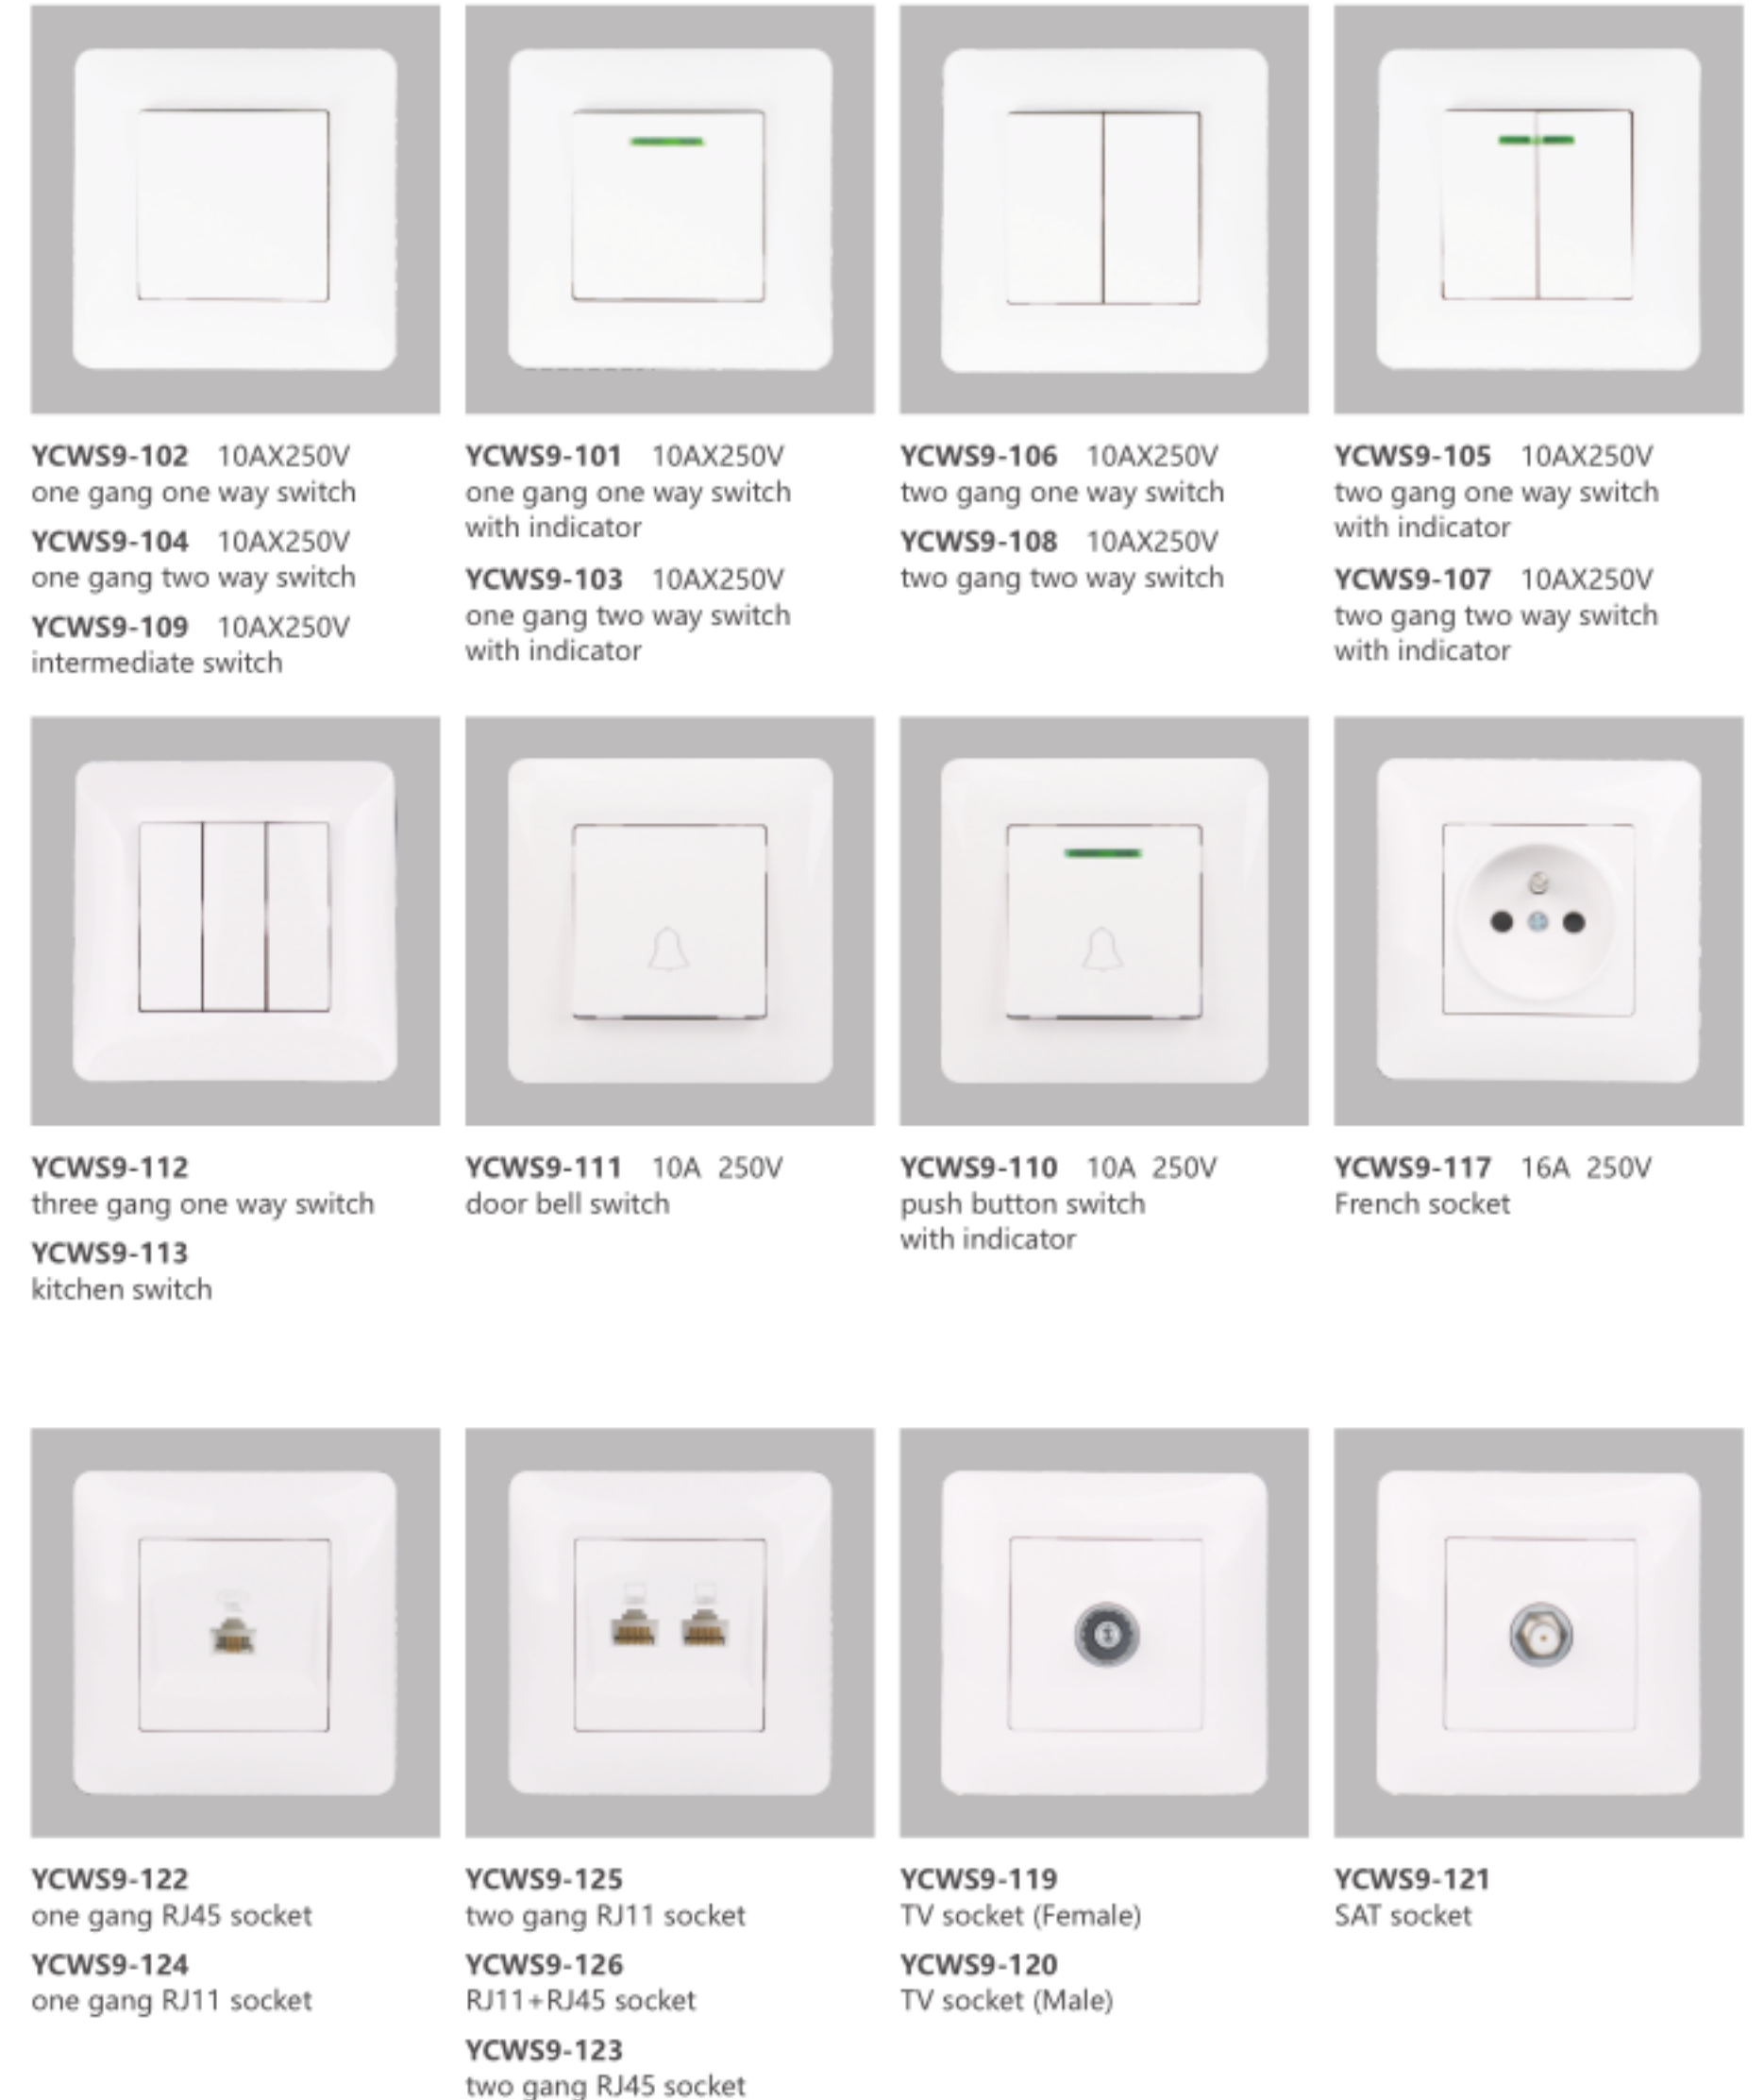 YCWS9-102 10AX250V
one gang one way switch
YCWS9-104 10AX250V
one gang two way switch
YCWS9-109 10AX250V
intermediate switch
YCWS9-101 10AX250V
one gang one way switch
with indicator
YCWS9-103 10AX250V
one gang two way switch
with indicator
YCWS9-106 10AX250V
two gang one way switch
YCWS9-108 10AX250V
two gang two way switch
YCWS9-105 10AX250V
two gang one way switch
with indicator
YCWS9-107 10AX250V
two gang two way switch
with indicator
YCWS9-112
three gang one way switch
YCWS9-113
kitchen switch
YCWS9-111 10A 250V
door bell switch
YCWS9-110 10A 250V
push button switch
with indicator
YCWS9-117 16A 250V
French socket
YCWS9-122
one gang RJ45 socket
YCWS9-124
one gang RJ11 socket
YCWS9-125
two gang RJ11 socket
YCWS9-126
RJ11+RJ45 socket
YCWS9-123
two gang RJ45 socket
YCWS9-119
TV socket (Female)
YCWS9-120
TV socket (Male)
YCWS9-121
SAT socket